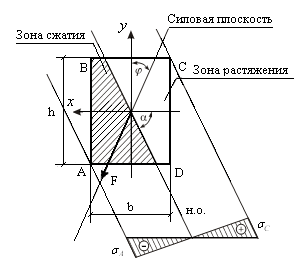 Силовая плоскость
Зона сжатия
y
B
φ
C
Зона растяжения
x
h
α
A
F
D
b
н.о.
σC
σA